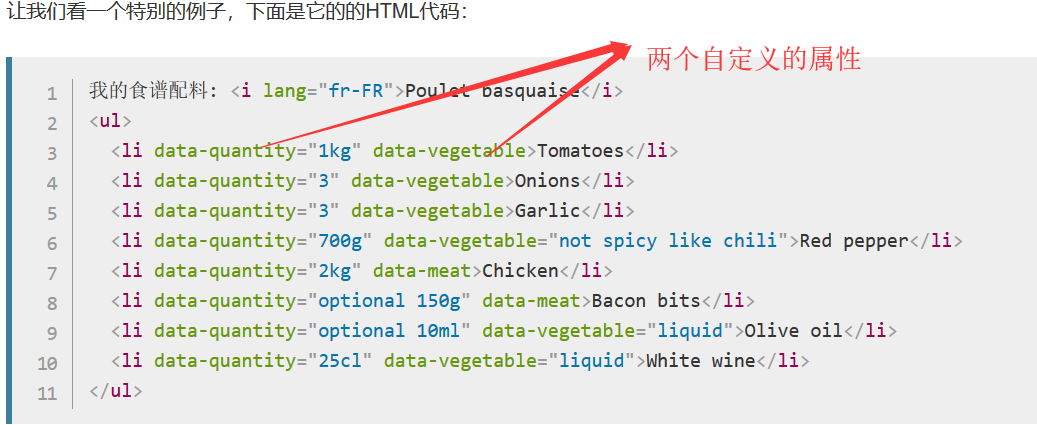 让我们看一个特别的例子，下面是它的的HTML代码：
两个自定义的属性
1 我的食谱配料: <i lang="fr-FR">Poulet basquaise</i>
2 <ul>
3 <li data-quantity="1kg" data-vegetable>Tomatoes</li>
4 <li data-quantity="3" data-vegetable>Onions</li>
5 <li data-quantity="3" data-vegetable>Garlic</li>
6 <li data-quantity="700g" data-vegetable="not spicy like chili">Red pepper</li>
7 <li data-quantity="2kg" data-meat>Chicken</li>
8 <li data-quantity="optional 150g" data-meat>Bacon bits</li>
9 <li data-quantity="optional 10ml" data-vegetable="liquid">Olive oil</li>
10 <li data-quantity="25cl" data-vegetable="liquid">White wine</li>
11 </ul>